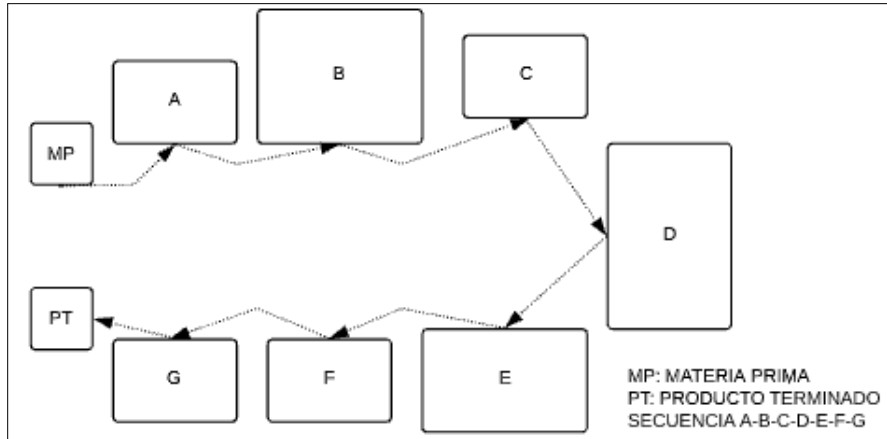 B
C
A
MP
D
PT
G
F
E
MP: MATERIA PRIMA
PT: PRODUCTO TERMINADO
SECUENCIA A-B-C-D-E-F-G